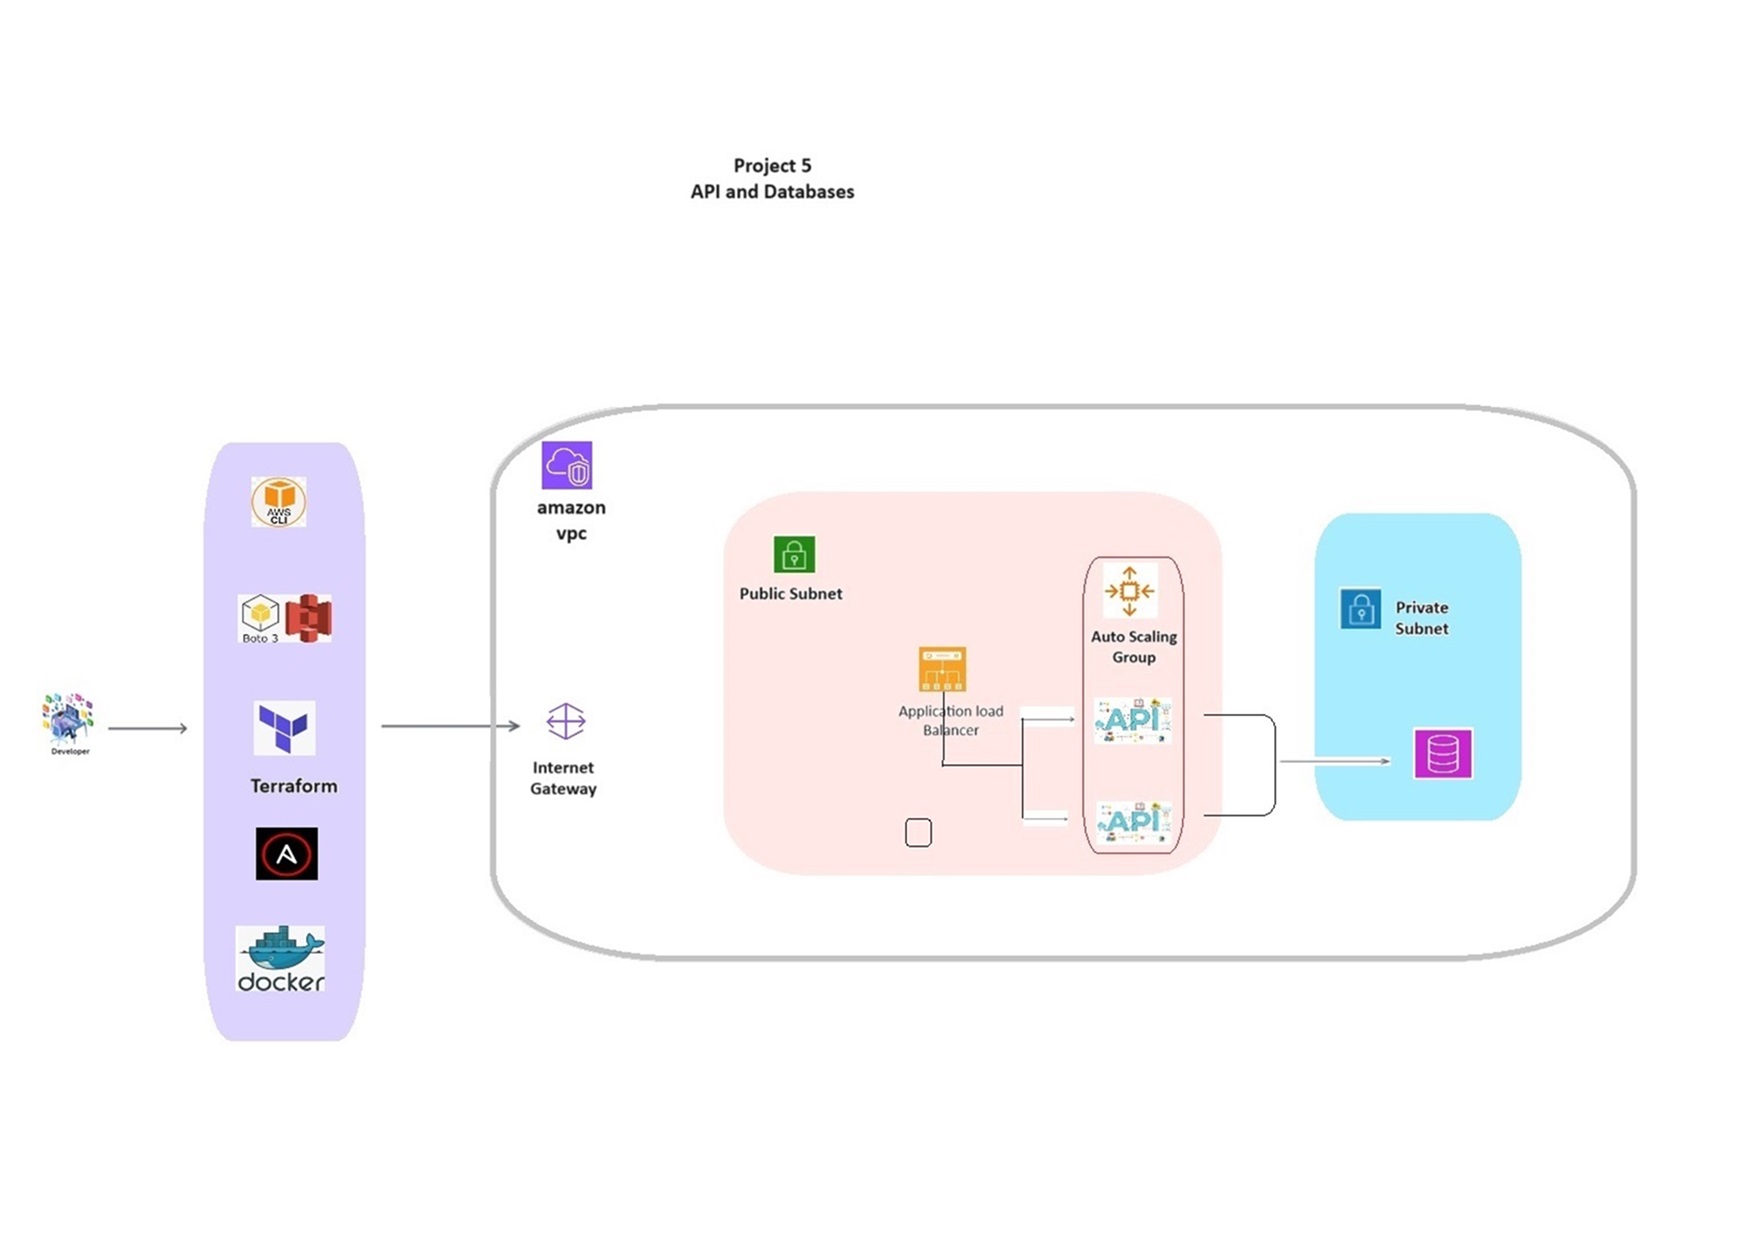 Project 5
API and Databases
AWS
CLI
Boto 3
Terraform
docker
Developer
amazon
vpc
Internet
Gateway
Public Subnet
Application load
Balancer
Auto Scaling
Group
API
API
Private
Subnet